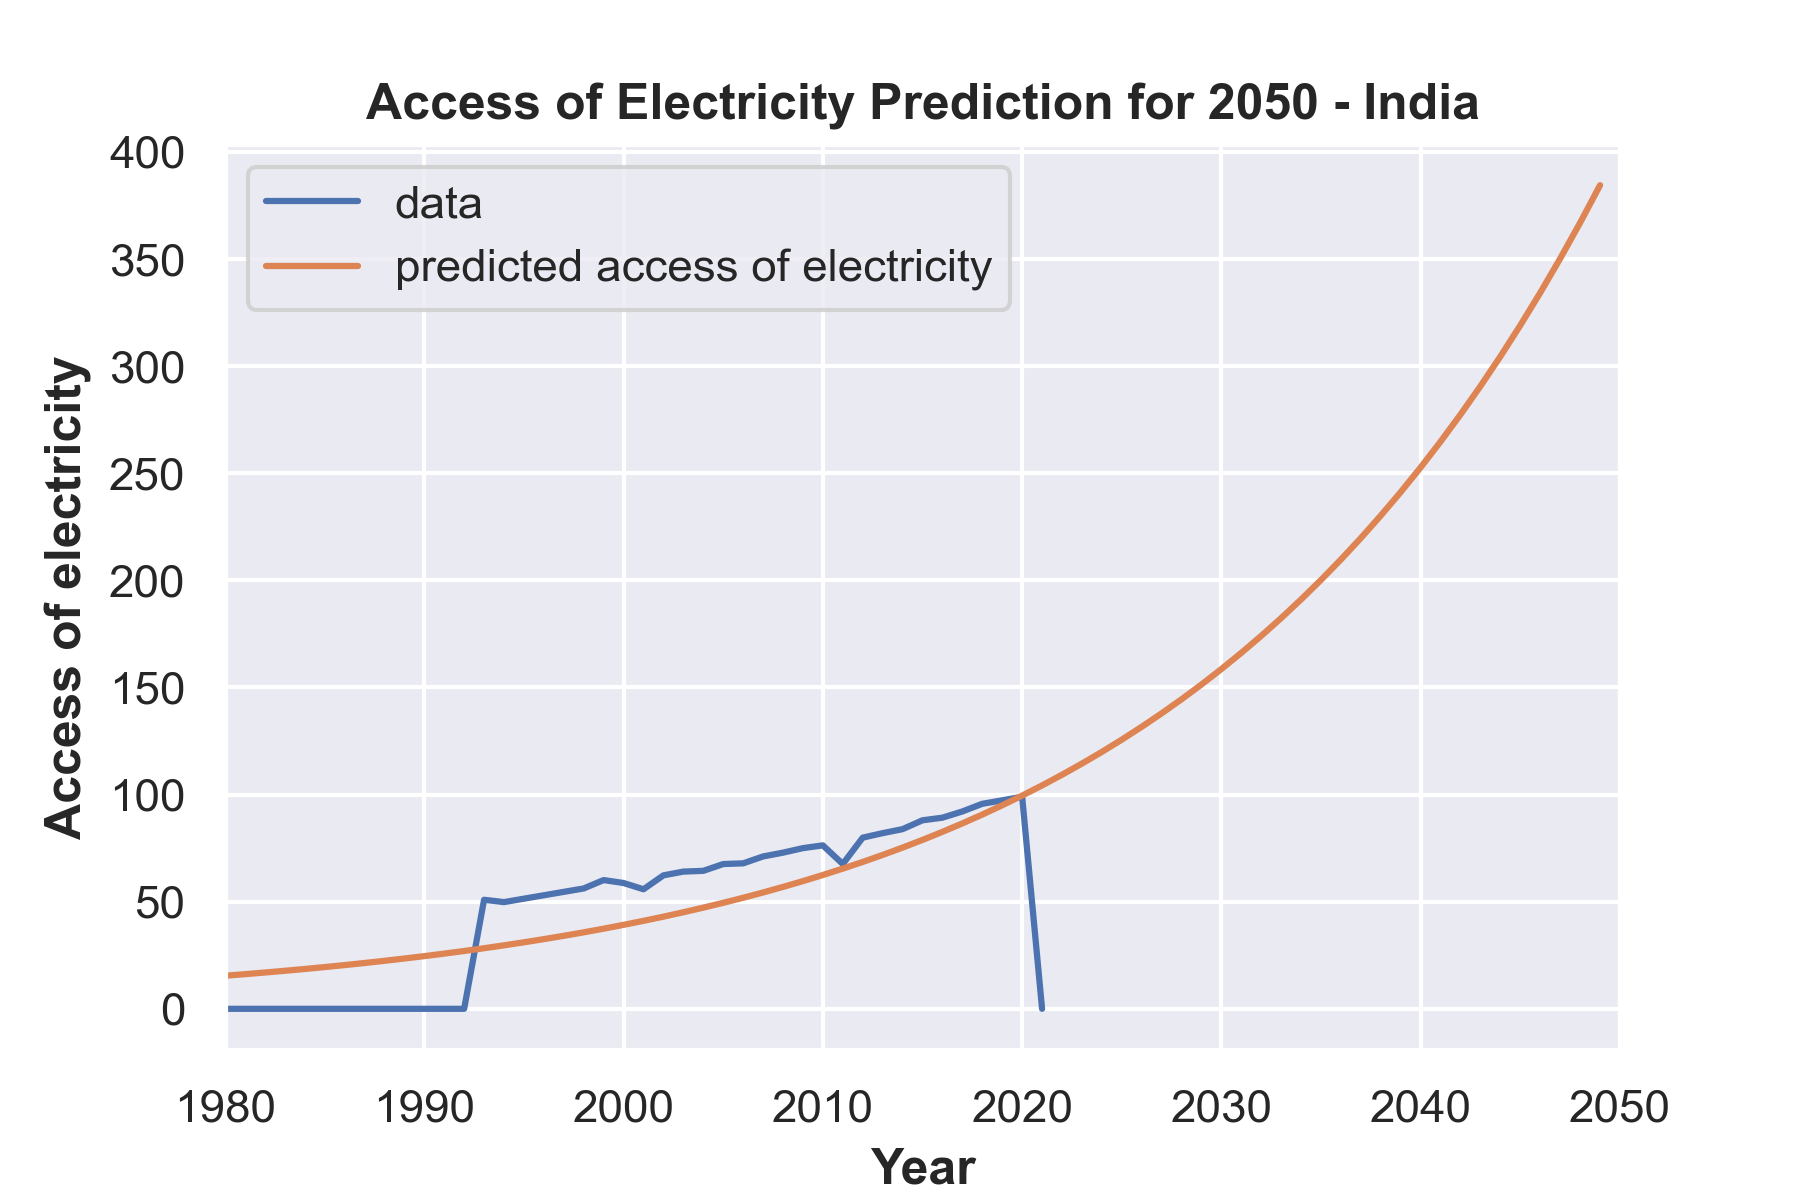 Access of Electricity Prediction for 2050 - India
400
350
300
250
200
150
100
50
0
data
predicted access of electricity
Access of electricity
1980 1990 2000 2010 2020 2030 2040 2050
Year